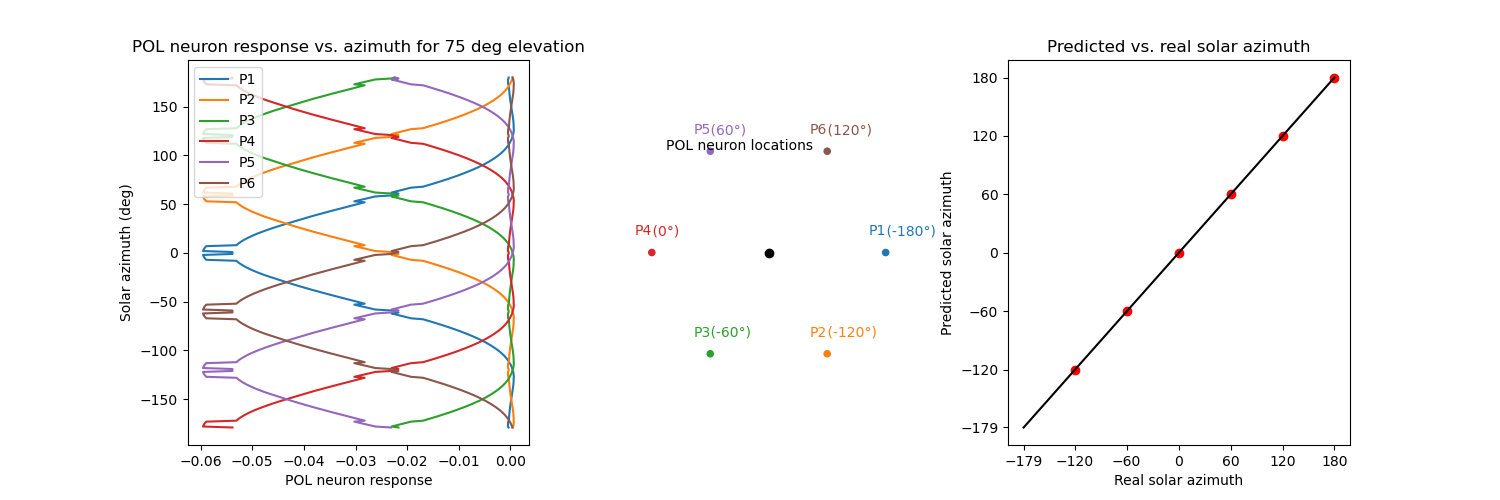 POL neuron response vs. azimuth for 75 deg elevation
P1
P2
P3
P4
P5
P6
150
100
50
0
−50
−100
−150
Solar azimuth (deg)
−0.06 −0.05 −0.04 −0.03 −0.02 −0.01 0.00
POL neuron response
P5(60°) P6(120°)
POL neuron locations
P4(0°) P1(-180°)
P3(-60°) P2(-120°)
Predicted vs. real solar azimuth
180
120
60
0
−60
−120
−179
Predicted solar azimuth
−179 −120 −60 0 60 120 180
Real solar azimuth